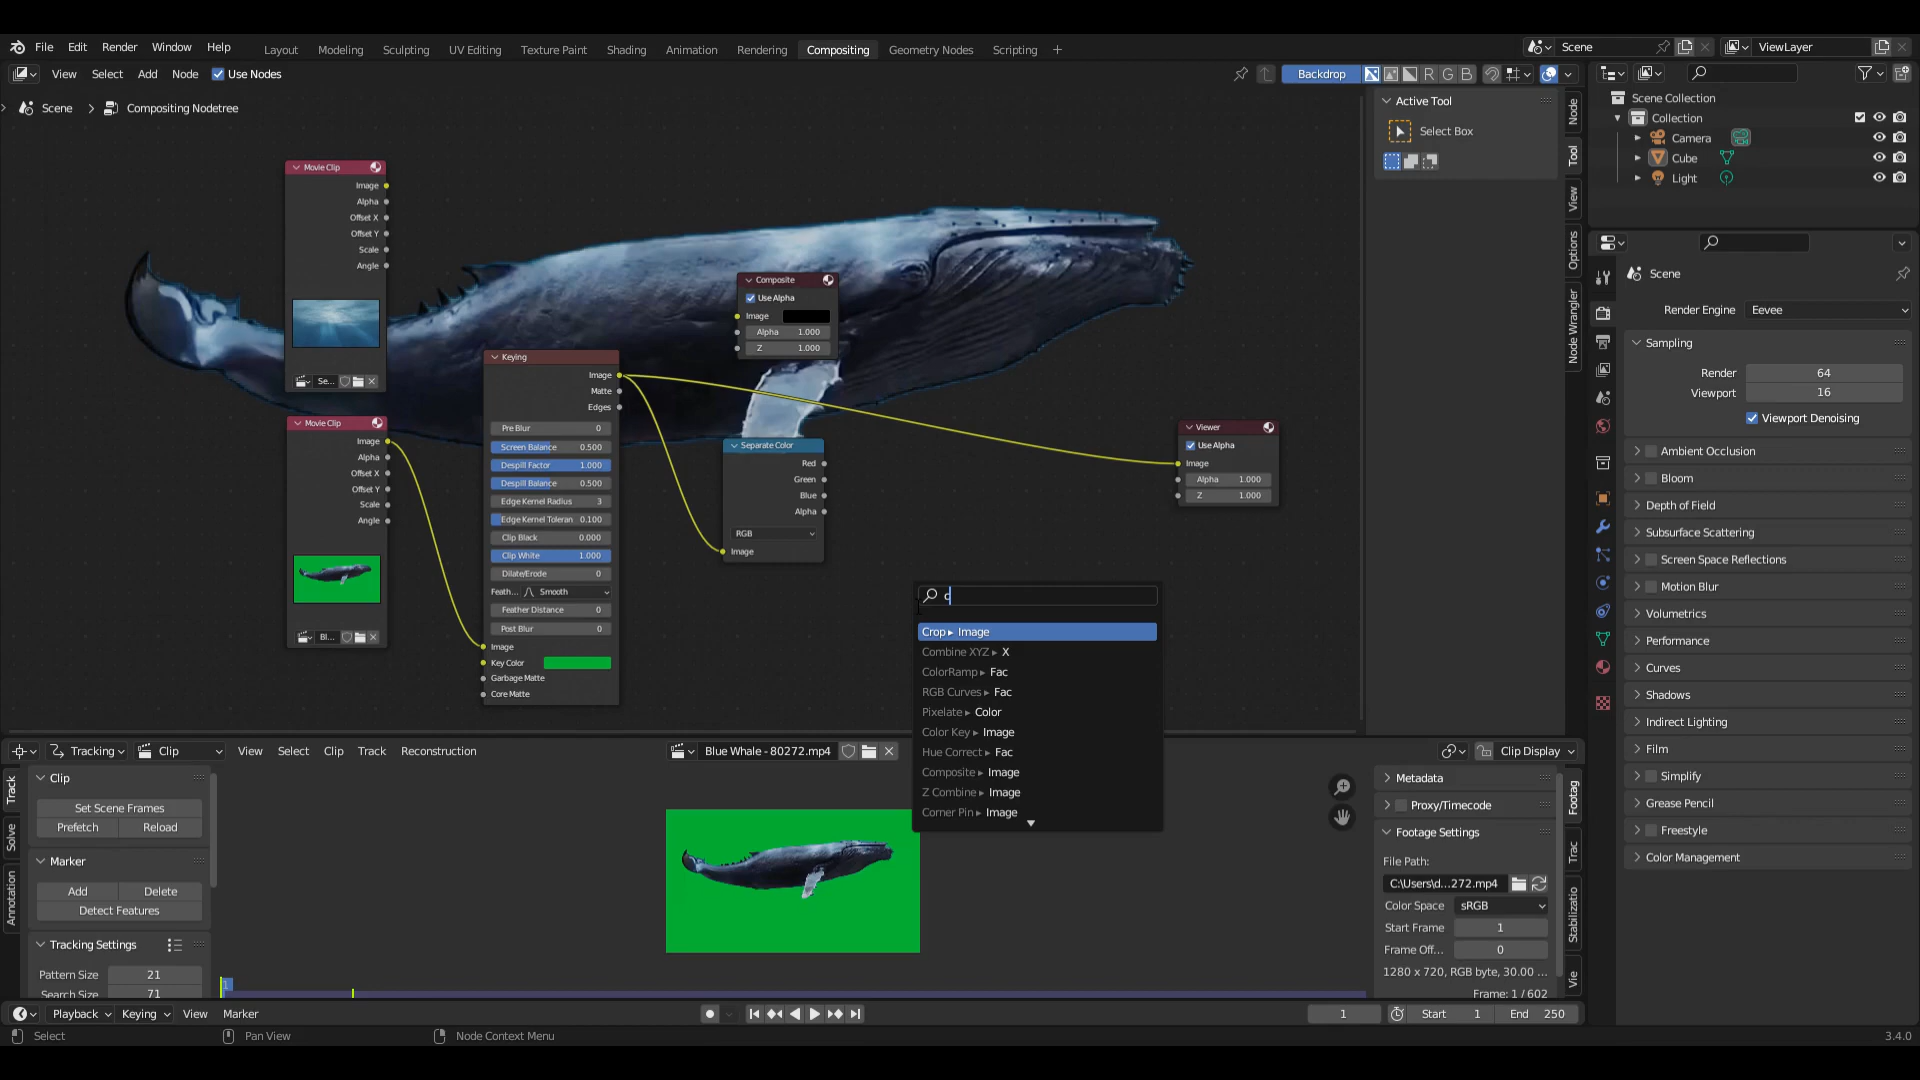 File Edit Render Window Help
Layout Modeling Sculpting UV Editing Texture Paint Shading Animation Rendering Compositing Geometry Nodes Scripting +
Scene
ViewLayer
View Select Add Node Use Nodes
Backdrop
R G B
Scene > Compositing Nodetree
Active Tool
Select Box
Node
Tool
View
Options
Node Wrangler
Scene Collection
Collection
Camera
Cube
Light
Movie Clip
Image
Alpha
Offset X
Offset Y
Scale
Angle
Se...
Movie Clip
Image
Alpha
Offset X
Offset Y
Scale
Angle
Bl...
Keying
Image
Matte
Edges
Pre Blur 0
Screen Balance 0.500
Despill Factor 1.000
Despill Balance 0.500
Edge Kernel Radius 3
Edge Kernel Toleran 0.100
Clip Black 0.000
Clip White 1.000
Dilate/Erode 0
Feath... Smooth
Feather Distance 0
Post Blur 0
Image
Key Color
Garbage Matte
Core Matte
Composite
Use Alpha
Image
Alpha 1.000
Z 1.000
Separate Color
Red
Green
Blue
Alpha
RGB
Image
Viewer
Use Alpha
Image
Alpha 1.000
Z 1.000
c
Crop ▸ Image
Combine XYZ ▸ X
ColorRamp ▸ Fac
RGB Curves ▸ Fac
Pixelate ▸ Color
Color Key ▸ Image
Hue Correct ▸ Fac
Composite ▸ Image
Z Combine ▸ Image
Corner Pin ▸ Image
Scene
Render Engine Eevee
Sampling
Render 64
Viewport 16
Viewport Denoising
Ambient Occlusion
Bloom
Depth of Field
Subsurface Scattering
Screen Space Reflections
Motion Blur
Volumetrics
Performance
Curves
Shadows
Indirect Lighting
Film
Simplify
Grease Pencil
Freestyle
Color Management
Tracking Clip View Select Clip Track Reconstruction
Blue Whale - 80272.mp4
Clip Display
Track
Solve
Annotation
Clip
Set Scene Frames
Prefetch Reload
Marker
Add Delete
Detect Features
Tracking Settings
Pattern Size 21
Search Size 71
1
Metadata
Proxy/Timecode
Footage Settings
File Path:
C:\Users\d...272.mp4
Color Space sRGB
Start Frame 1
Frame Off... 0
1280 x 720, RGB byte, 30.00 ...
Frame: 1 / 602
Footag
Trac
Stabilization
Vie
Playback Keying View Marker
1 Start 1 End 250
Select Pan View Node Context Menu
3.4.0